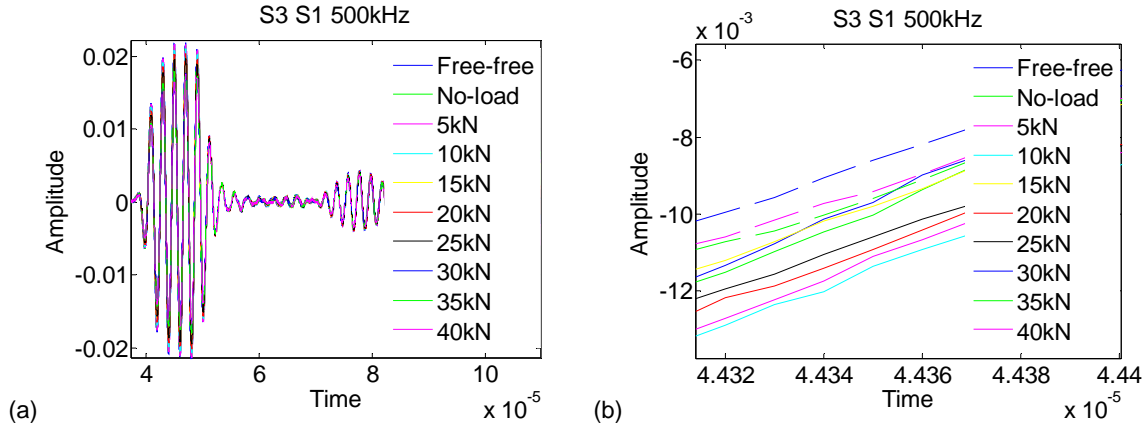 S3 S1 500kHz
0.02
0.01
0
-0.01
-0.02
Amplitude
4
6
8
10
Time
x 10-5
Free-free
No-load
5kN
10kN
15kN
20kN
25kN
30kN
35kN
40kN
(a)
S3 S1 500kHz
x 10-3
-6
-8
-10
-12
Amplitude
4.432
4.434
4.436
4.438
4.44
Time
x 10-5
Free-free
No-load
5kN
10kN
15kN
20kN
25kN
30kN
35kN
40kN
(b)